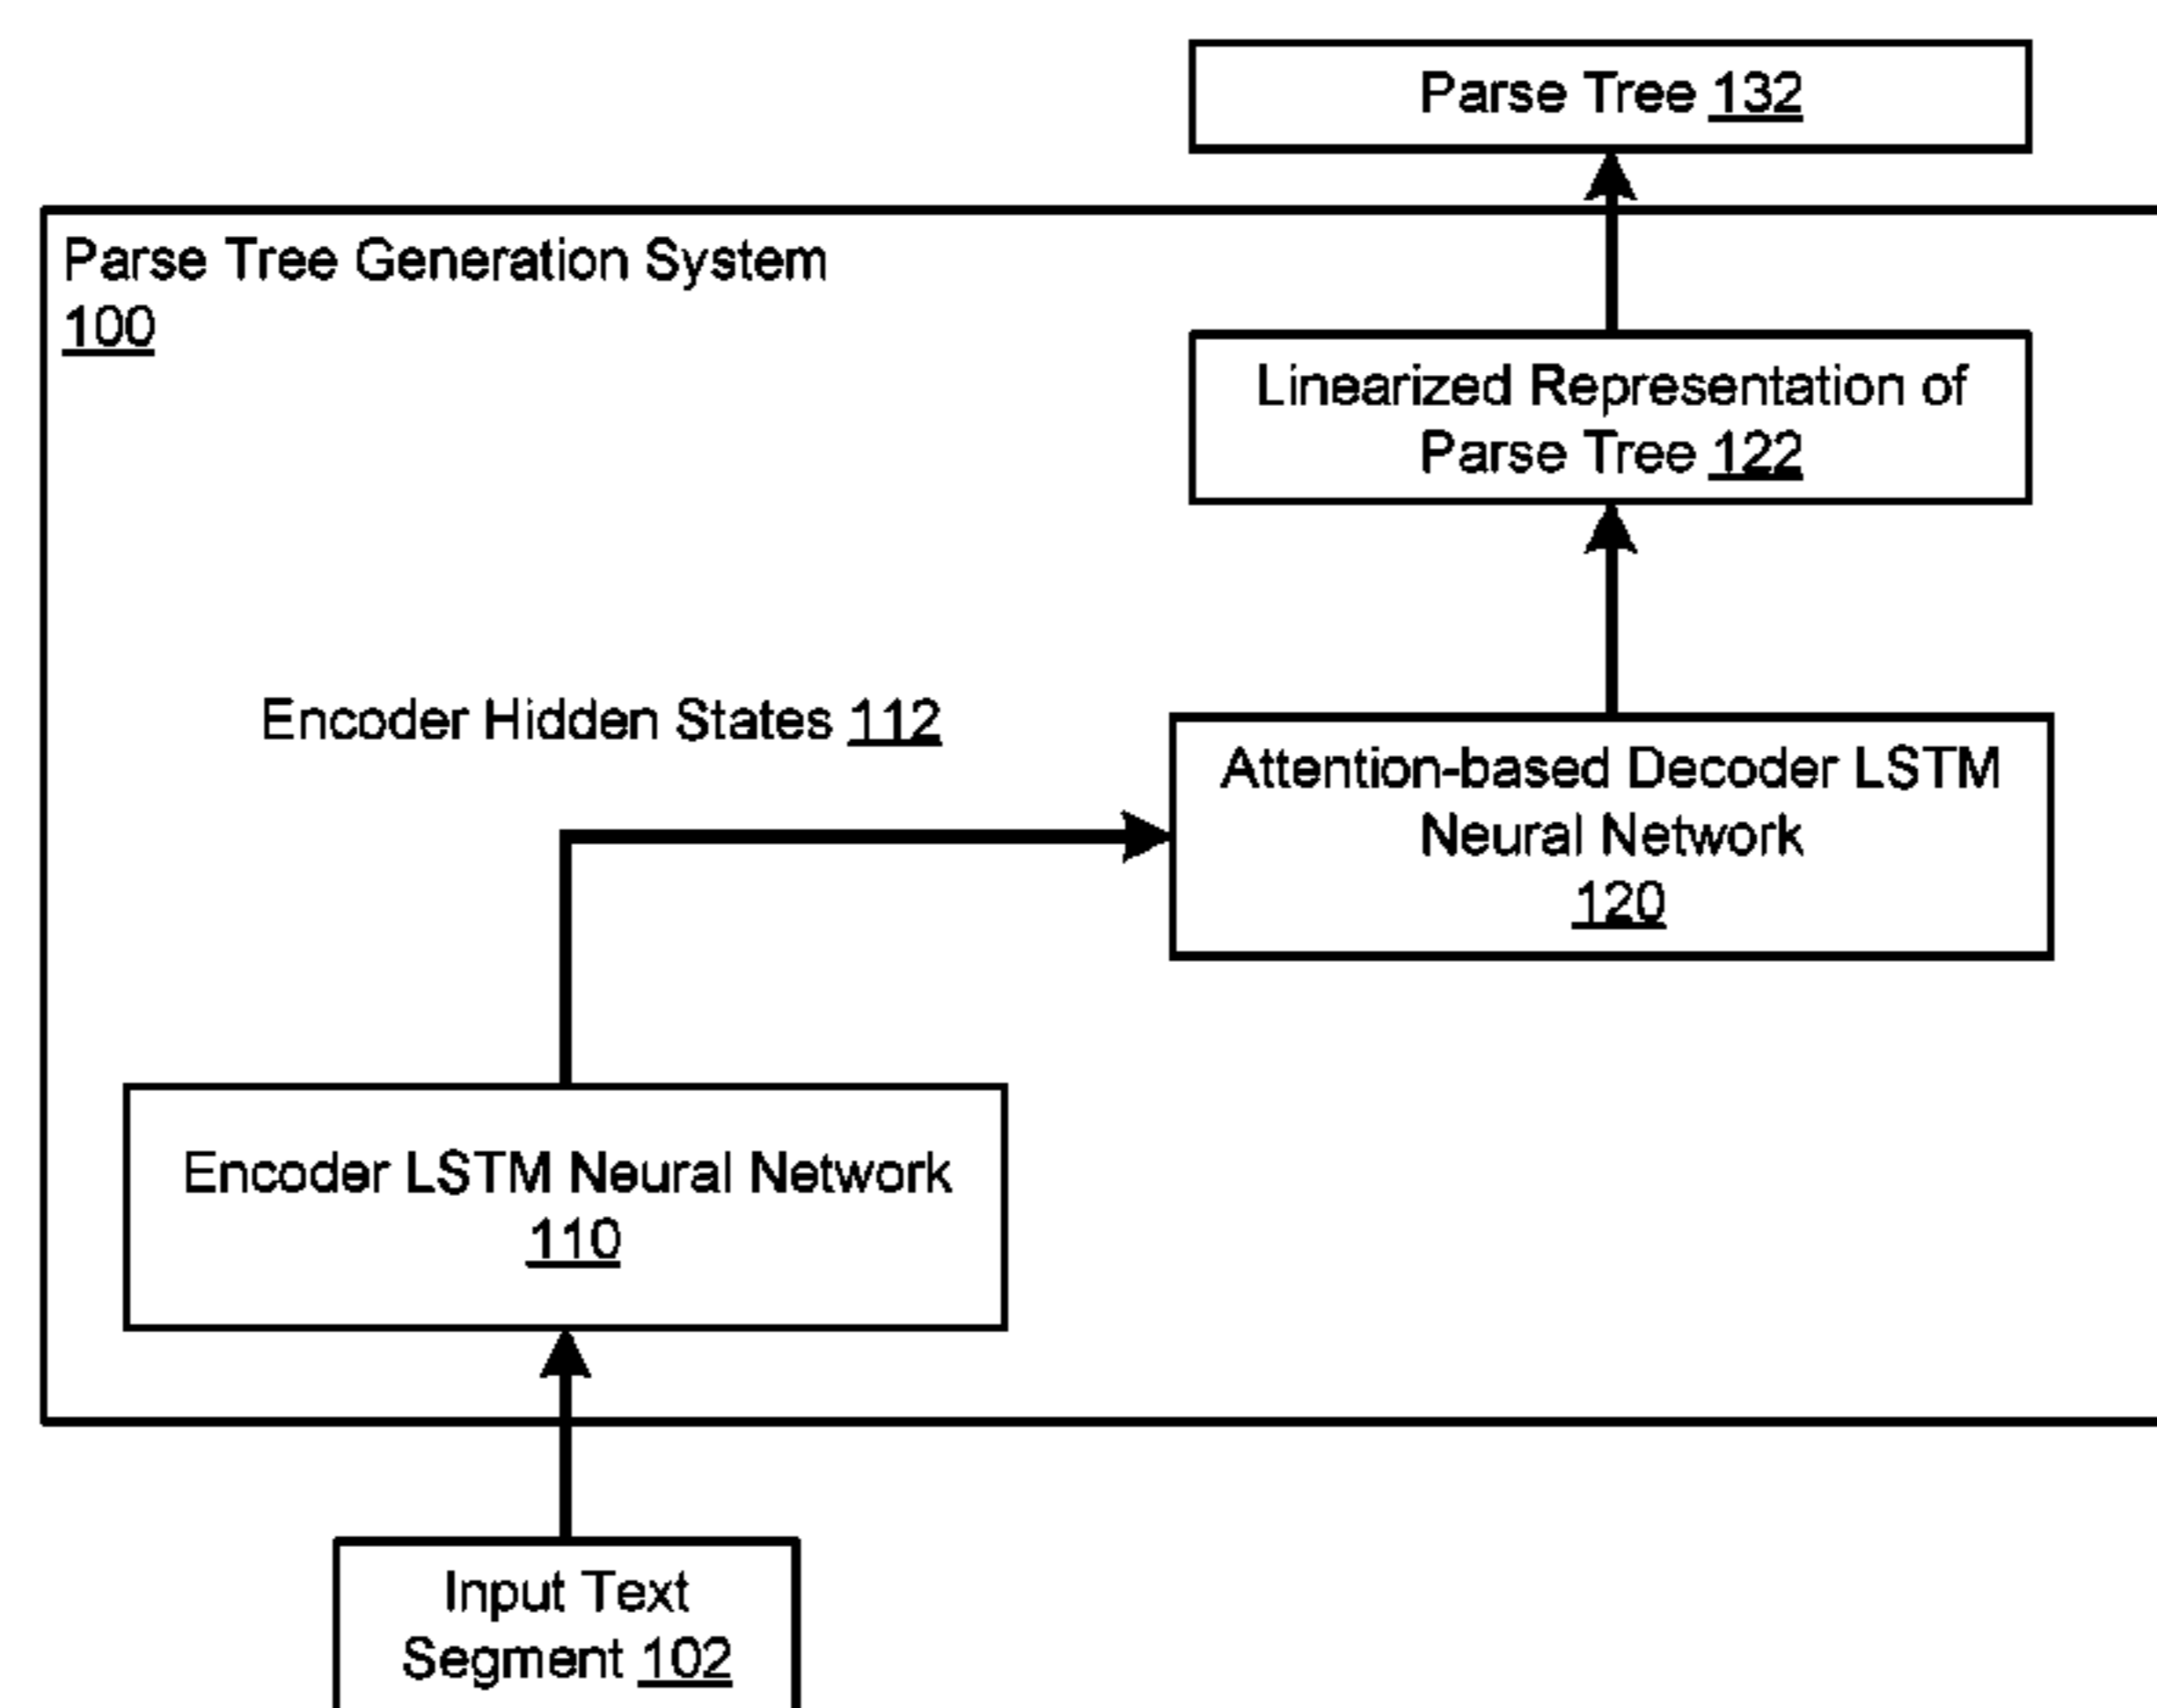 Parse Tree 132
Parse Tree Generation System
100
Linearized Representation of
Parse Tree 122
Encoder Hidden States 112
Attention-based Decoder LSTM
Neural Network
120
Encoder LSTM Neural Network
110
Input Text
Segment 102